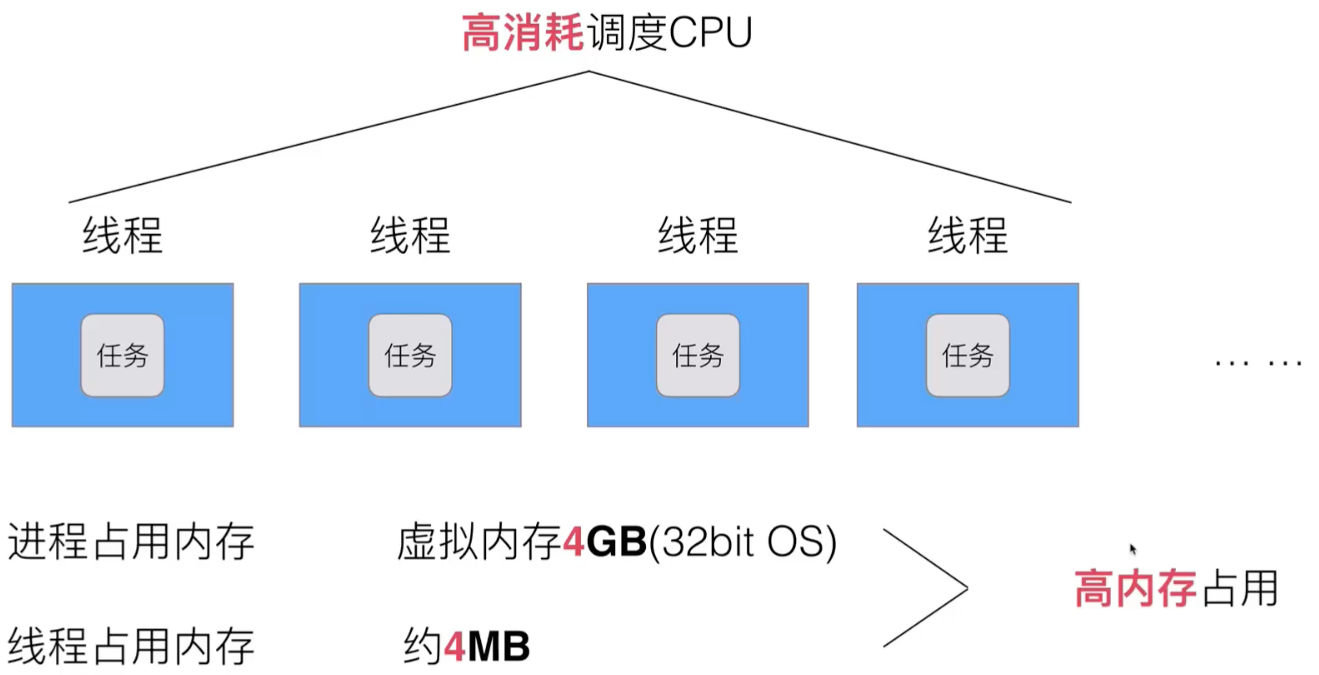 高消耗调度CPU
线程 线程 线程 线程
任务 任务 任务 任务 ... ...
进程占用内存 虚拟内存4GB(32bit OS)
高内存占用
线程占用内存 约4MB